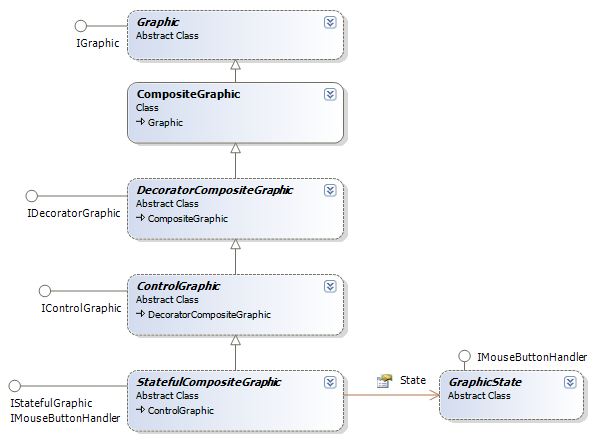 Graphic
Abstract Class
IGraphic
CompositeGraphic
Class
Graphic
DecoratorCompositeGraphic
Abstract Class
CompositeGraphic
IDecoratorGraphic
ControlGraphic
Abstract Class
DecoratorCompositeGraphic
IControlGraphic
StatefulCompositeGraphic
Abstract Class
ControlGraphic
IStatefulGraphic
IMouseButtonHandler
State
IMouseButtonHandler
GraphicState
Abstract Class